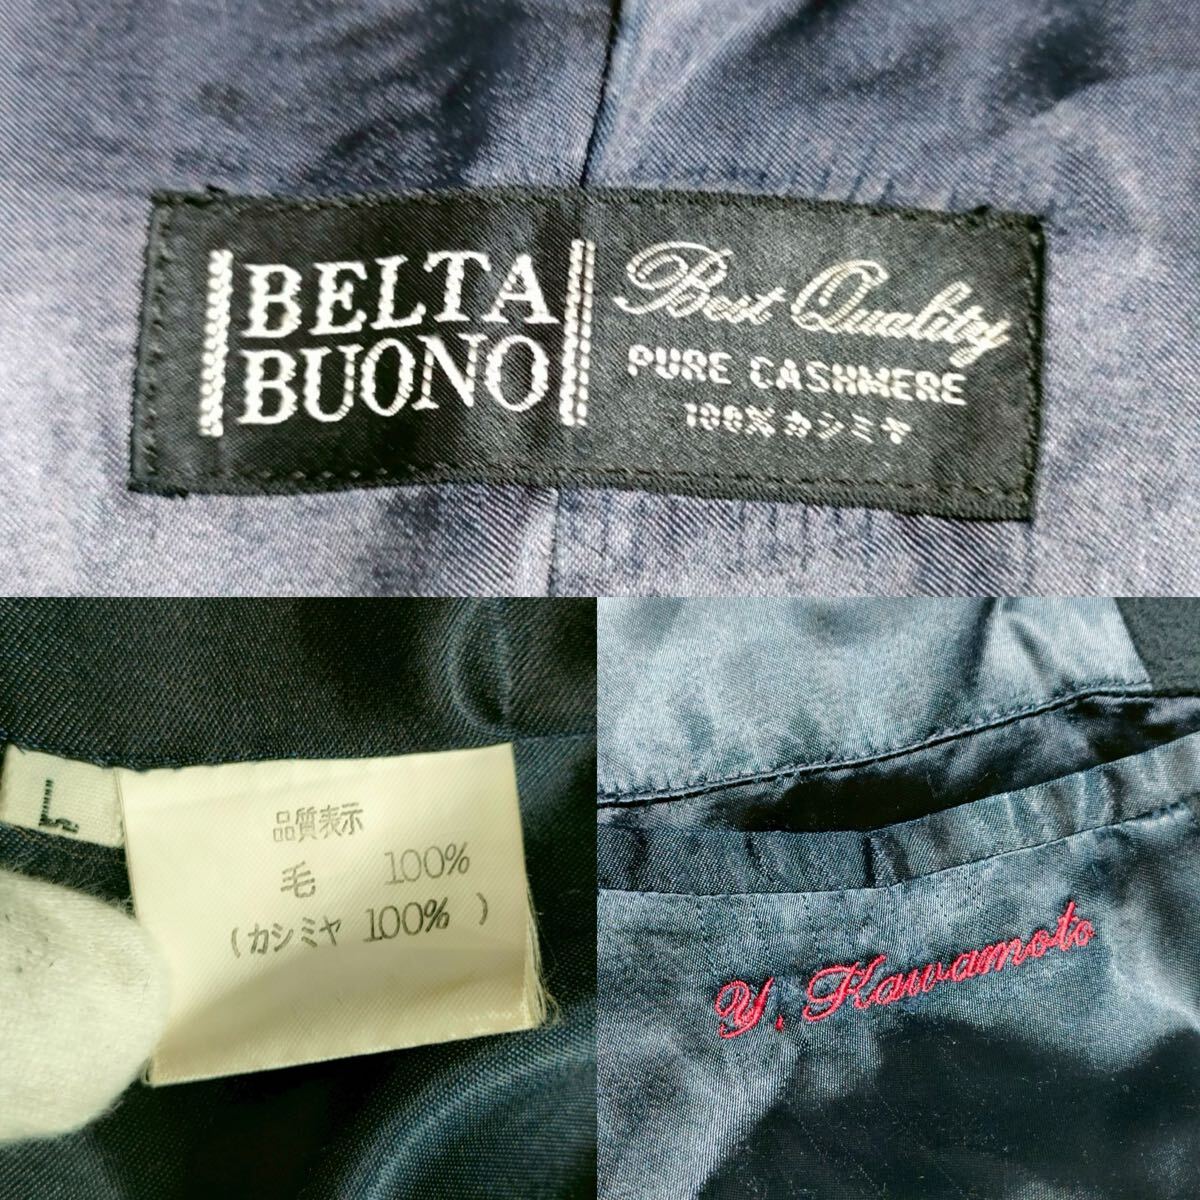 BELTA
BUONO
Best Quality
PURE CASHMERE
100%カシミヤ
L
品質表示
毛 100%
(カシミヤ 100%)
Y. Kawamoto